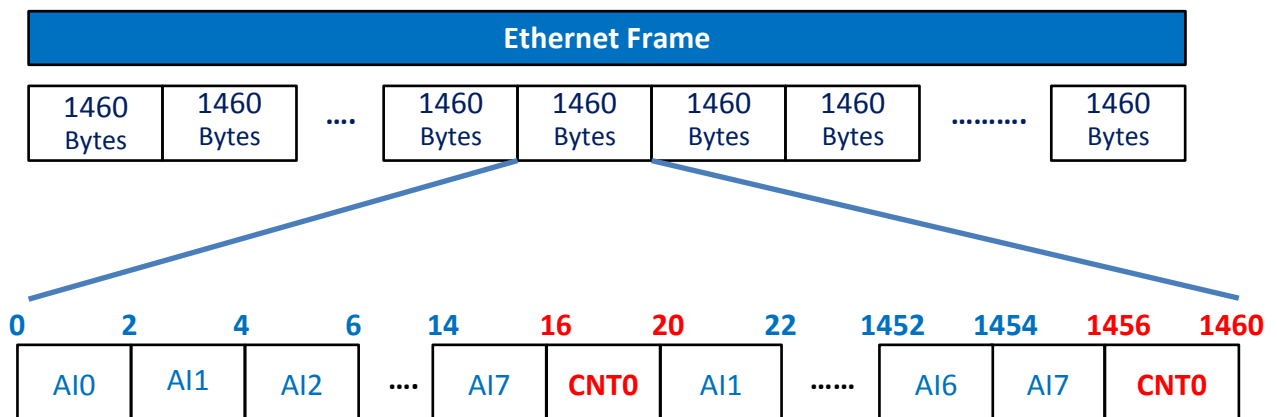 Ethernet Frame
1460 Bytes 1460 Bytes .... 1460 Bytes 1460 Bytes 1460 Bytes 1460 Bytes .......... 1460 Bytes
0 2 4 6 14 16 20 22 1452 1454 1456 1460
AI0 AI1 AI2 .... AI7 CNT0 AI1 ...... AI6 AI7 CNT0